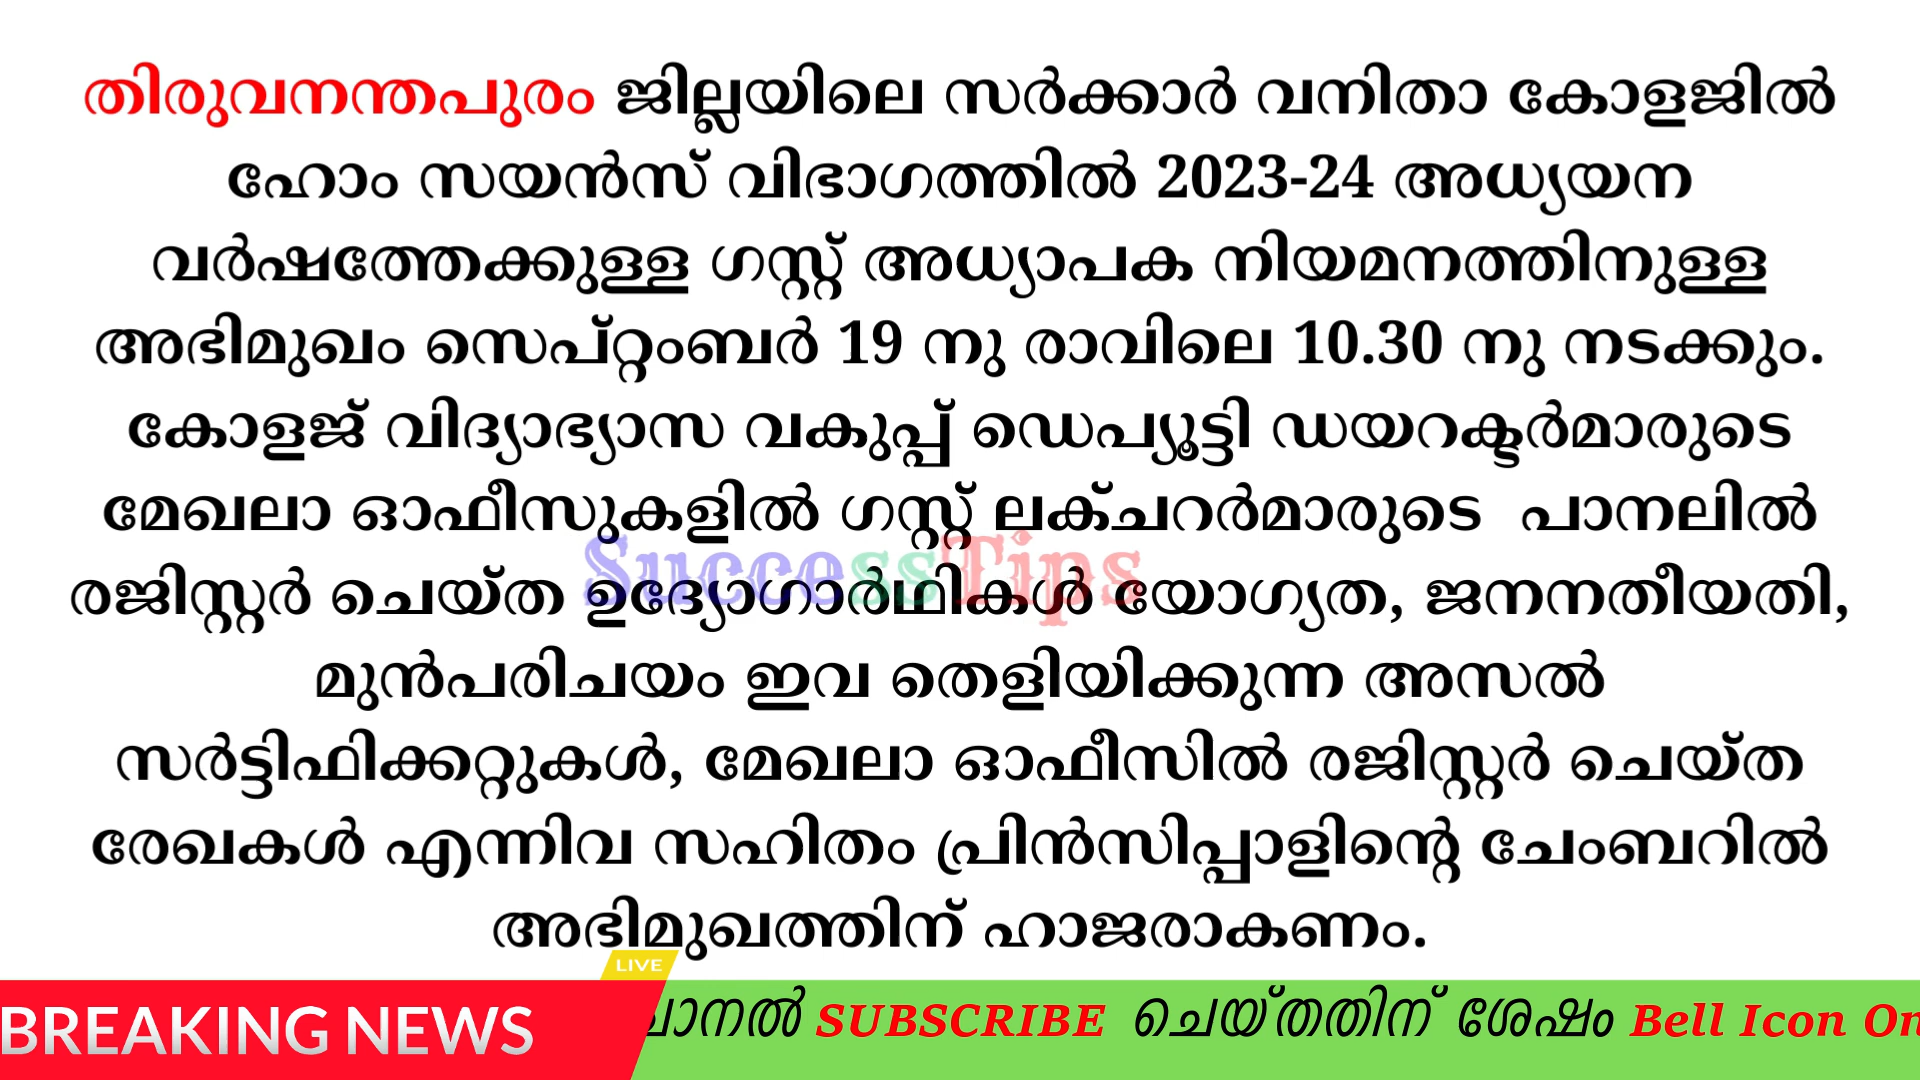 തിരുവനന്തപുരം ജില്ലയിലെ സർക്കാർ വനിതാ കോളജിൽ
ഹോം സയൻസ് വിഭാഗത്തിൽ 2023-24 അധ്യയന
വർഷത്തേക്കുള്ള ഗസ്റ്റ് അധ്യാപക നിയമനത്തിനുള്ള
അഭിമുഖം സെപ്റ്റംബർ 19 നു രാവിലെ 10.30 നു നടക്കും.
കോളജ് വിദ്യാഭ്യാസ വകുപ്പ് ഡെപ്യൂട്ടി ഡയറക്ടർമാരുടെ
മേഖലാ ഓഫീസുകളിൽ ഗസ്റ്റ് ലക്ചറർമാരുടെ പാനലിൽ
SuccessTips
രജിസ്റ്റർ ചെയ്ത ഉദ്യോഗാർഥികൾ യോഗ്യത, ജനനതീയതി,
മുൻപരിചയം ഇവ തെളിയിക്കുന്ന അസൽ
സർട്ടിഫിക്കറ്റുകൾ, മേഖലാ ഓഫീസിൽ രജിസ്റ്റർ ചെയ്ത
രേഖകൾ എന്നിവ സഹിതം പ്രിൻസിപ്പാളിന്റെ ചേംബറിൽ
അഭിമുഖത്തിന് ഹാജരാകണം.
LIVE
BREAKING NEWS
ചാനൽ SUBSCRIBE ചെയ്തതിന് ശേഷം Bell Icon On